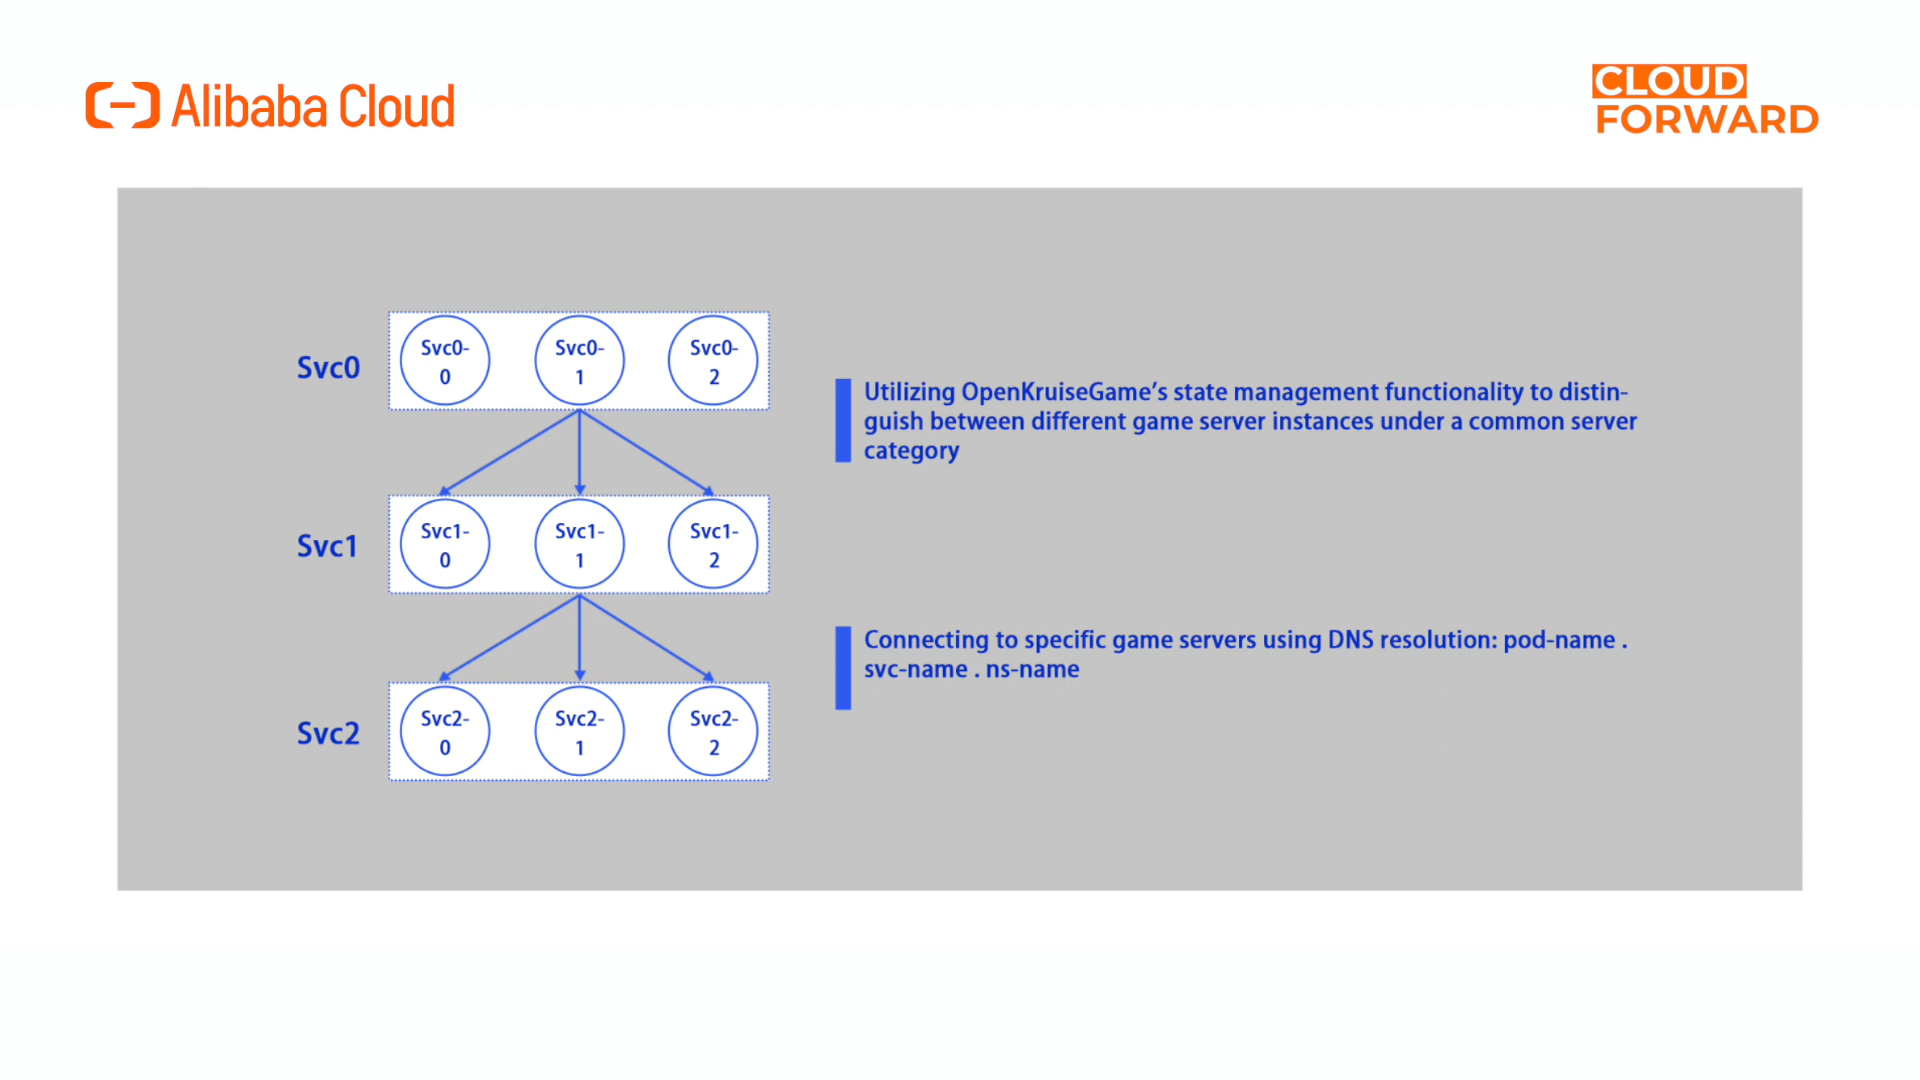 Alibaba Cloud
CLOUD
FORWARD
Svc0
Svc0-
0
Svc0-
1
Svc0-
2
Utilizing OpenKruiseGame’s state management functionality to distin-
guish between different game server instances under a common server
category
Svc1
Svc1-
0
Svc1-
1
Svc1-
2
Connecting to specific game servers using DNS resolution: pod-name .
svc-name . ns-name
Svc2
Svc2-
0
Svc2-
1
Svc2-
2